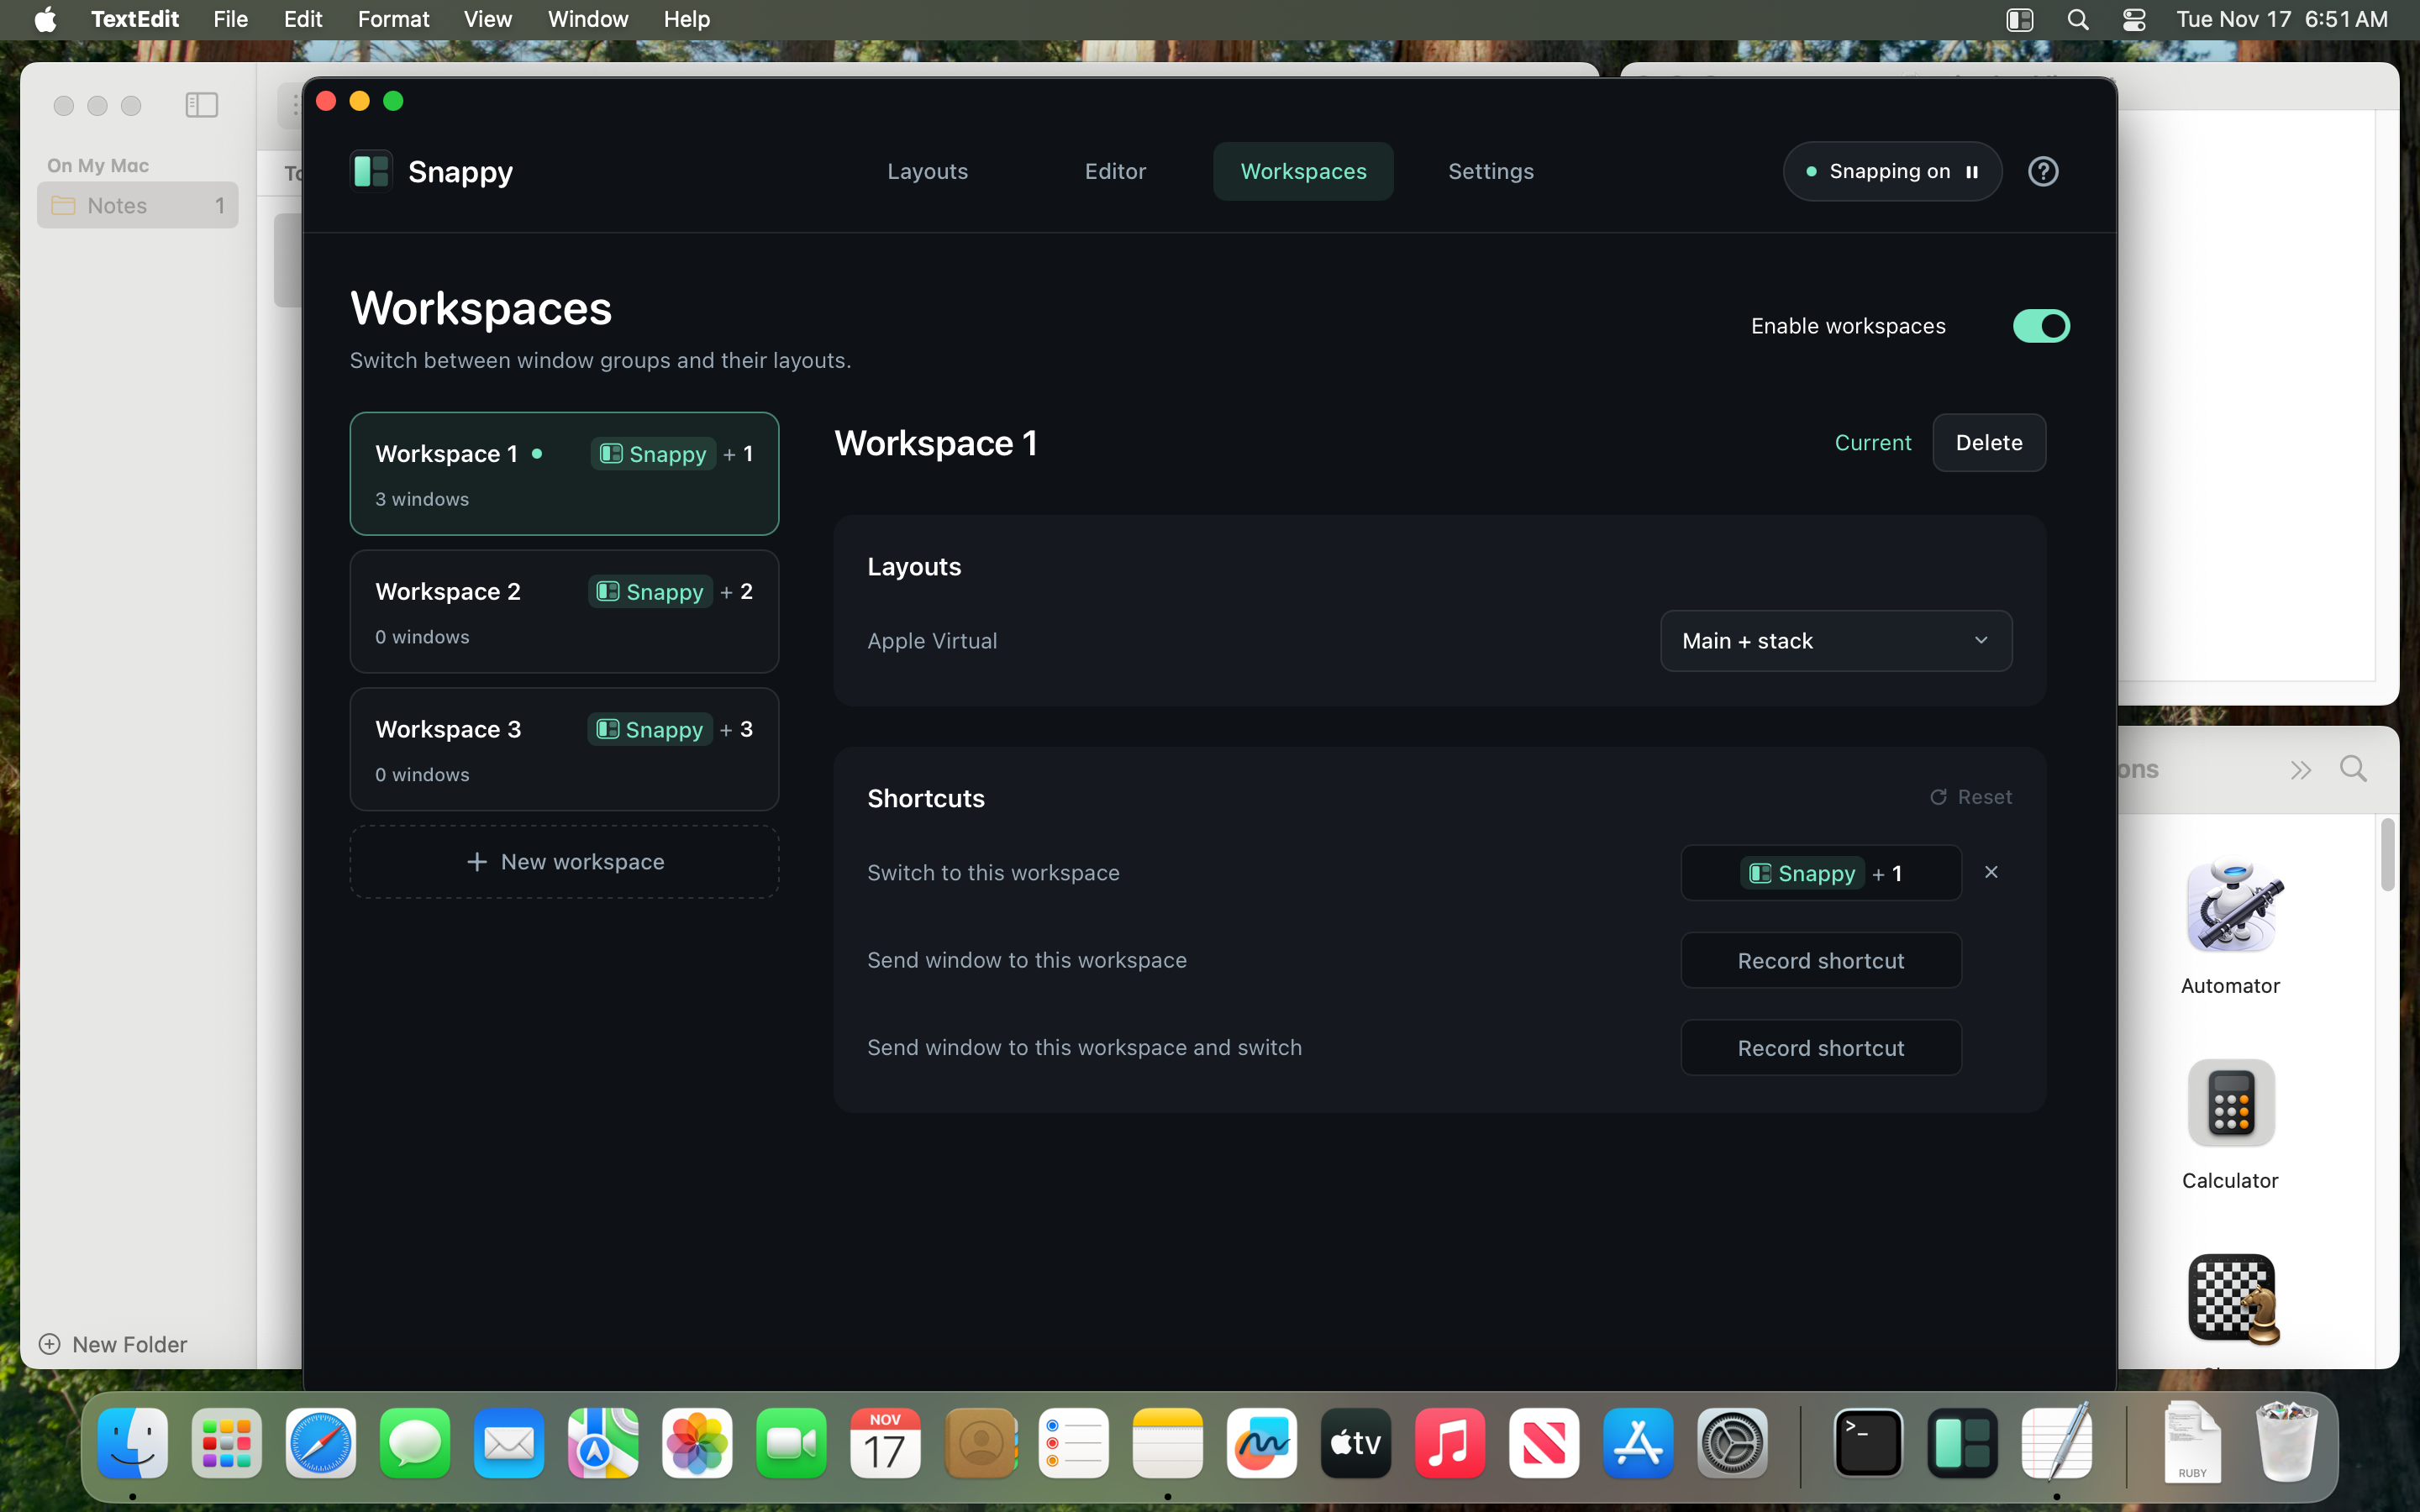 TextEdit File Edit Format View Window Help Tue Nov 17 6:51 AM
On My Mac
Notes 1
New Folder
Snappy
Layouts Editor Workspaces Settings
Snapping on
Workspaces
Switch between window groups and their layouts.
Enable workspaces
Workspace 1 Snappy + 1
3 windows
Workspace 2 Snappy + 2
0 windows
Workspace 3 Snappy + 3
0 windows
+ New workspace
Workspace 1 Current Delete
Layouts
Apple Virtual Main + stack
Shortcuts Reset
Switch to this workspace Snappy + 1
Send window to this workspace Record shortcut
Send window to this workspace and switch Record shortcut
ons
Automator
Calculator
NOV
17
tv
>_
RUBY